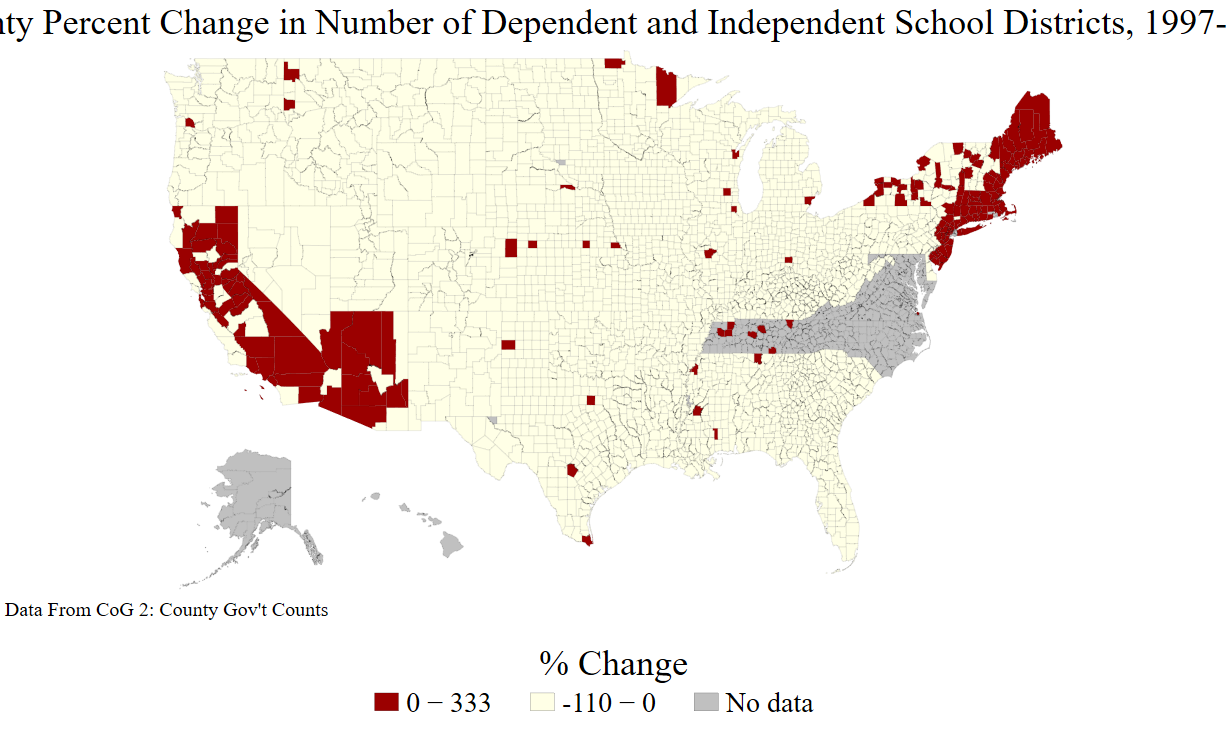 nty Percent Change in Number of Dependent and Independent School Districts, 1997-
Data From CoG 2: County Gov't Counts
% Change
0 − 333 -110 − 0 No data